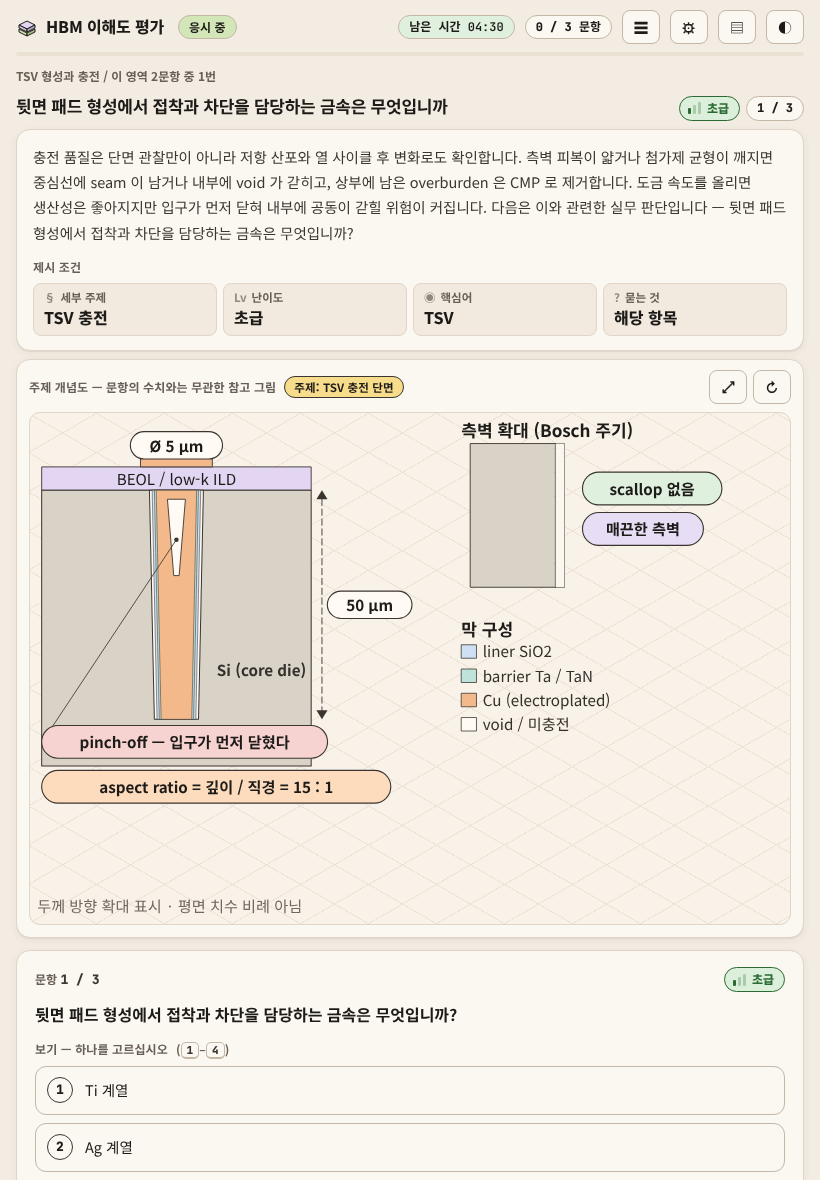 HBM 이해도 평가
응시 중
남은 시간 04:30
0 / 3 문항
TSV 형성과 충전 / 이 영역 2문항 중 1번
뒷면 패드 형성에서 접착과 차단을 담당하는 금속은 무엇입니까
초급
1 / 3
충전 품질은 단면 관찰만이 아니라 저항 산포와 열 사이클 후 변화로도 확인합니다. 측벽 피복이 얇거나 첨가제 균형이 깨지면
중심선에 seam 이 남거나 내부에 void 가 갇히고, 상부에 남은 overburden 은 CMP 로 제거합니다. 도금 속도를 올리면
생산성은 좋아지지만 입구가 먼저 닫혀 내부에 공동이 갇힐 위험이 커집니다. 다음은 이와 관련한 실무 판단입니다 — 뒷면 패드
형성에서 접착과 차단을 담당하는 금속은 무엇입니까?
제시 조건
§ 세부 주제
TSV 충전
Lv 난이도
초급
◉ 핵심어
TSV
? 묻는 것
해당 항목
주제 개념도 — 문항의 수치와는 무관한 참고 그림
주제: TSV 충전 단면
Ø 5 µm
BEOL / low-k ILD
50 µm
Si (core die)
pinch-off — 입구가 먼저 닫혔다
aspect ratio = 깊이 / 직경 = 15 : 1
측벽 확대 (Bosch 주기)
scallop 없음
매끈한 측벽
막 구성
liner SiO2
barrier Ta / TaN
Cu (electroplated)
void / 미충전
두께 방향 확대 표시 · 평면 치수 비례 아님
문항 1 / 3
초급
뒷면 패드 형성에서 접착과 차단을 담당하는 금속은 무엇입니까?
보기 — 하나를 고르십시오 (1–4)
1 Ti 계열
2 Ag 계열